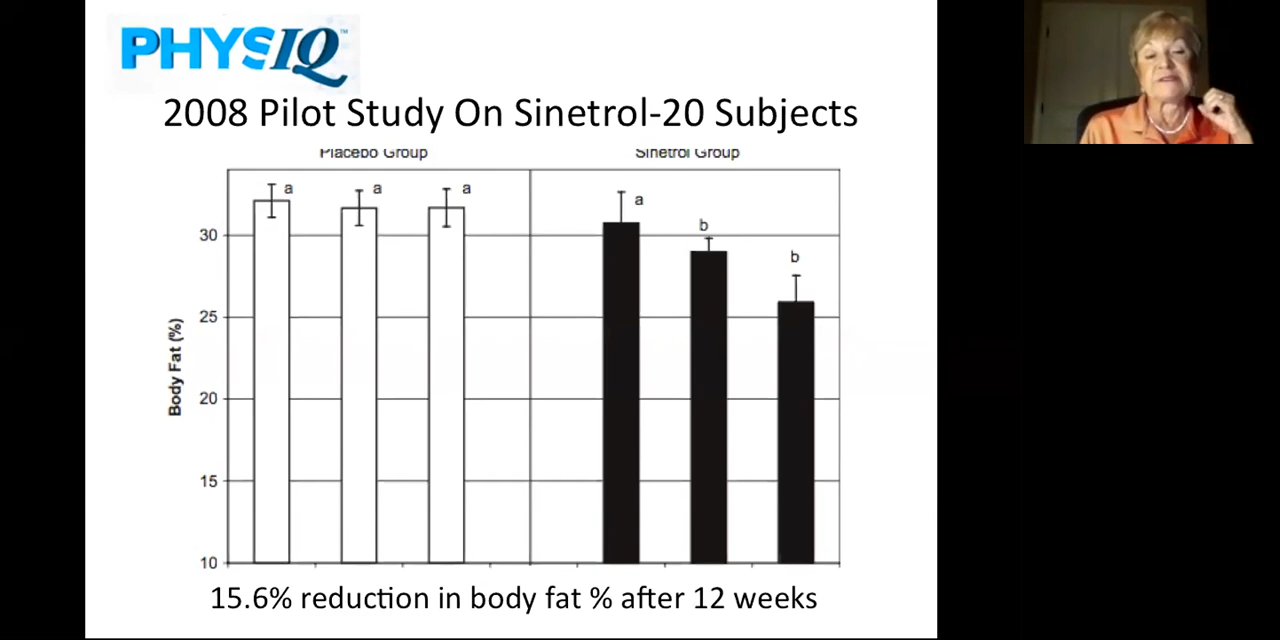 PHYSIQ™
2008 Pilot Study On Sinetrol-20 Subjects
Placebo Group
Sinetrol Group
a
a
a
a
b
b
30
25
20
15
10
Body Fat (%)
15.6% reduction in body fat % after 12 weeks